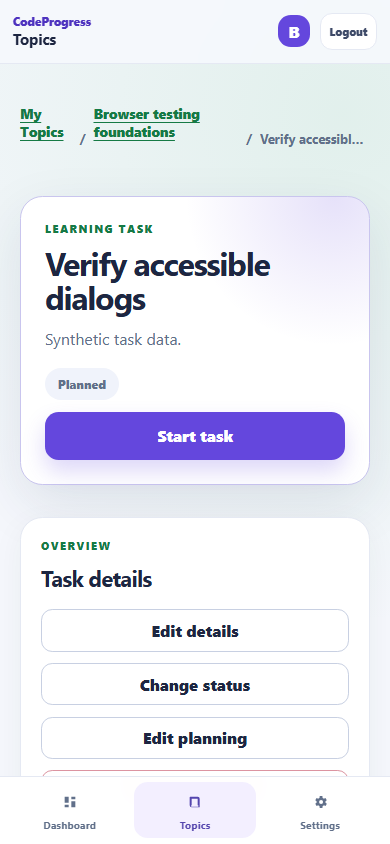 CodeProgress
Topics
B
Logout
My Topics
/
Browser testing foundations
/
Verify accessibl...
LEARNING TASK
Verify accessible
dialogs
Synthetic task data.
Planned
Start task
OVERVIEW
Task details
Edit details
Change status
Edit planning
Dashboard
Topics
Settings